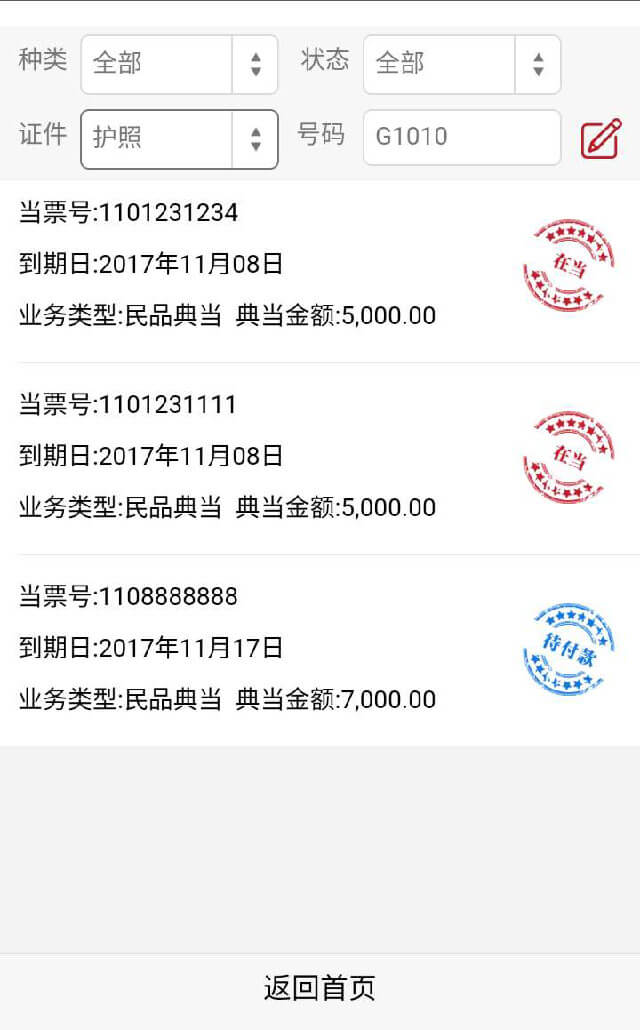 种类 全部 状态 全部
证件 护照 号码 G1010
当票号:1101231234
到期日:2017年11月08日
在当
业务类型:民品典当 典当金额:5,000.00
当票号:1101231111
到期日:2017年11月08日
在当
业务类型:民品典当 典当金额:5,000.00
当票号:1108888888
到期日:2017年11月17日
待付款
业务类型:民品典当 典当金额:7,000.00
返回首页